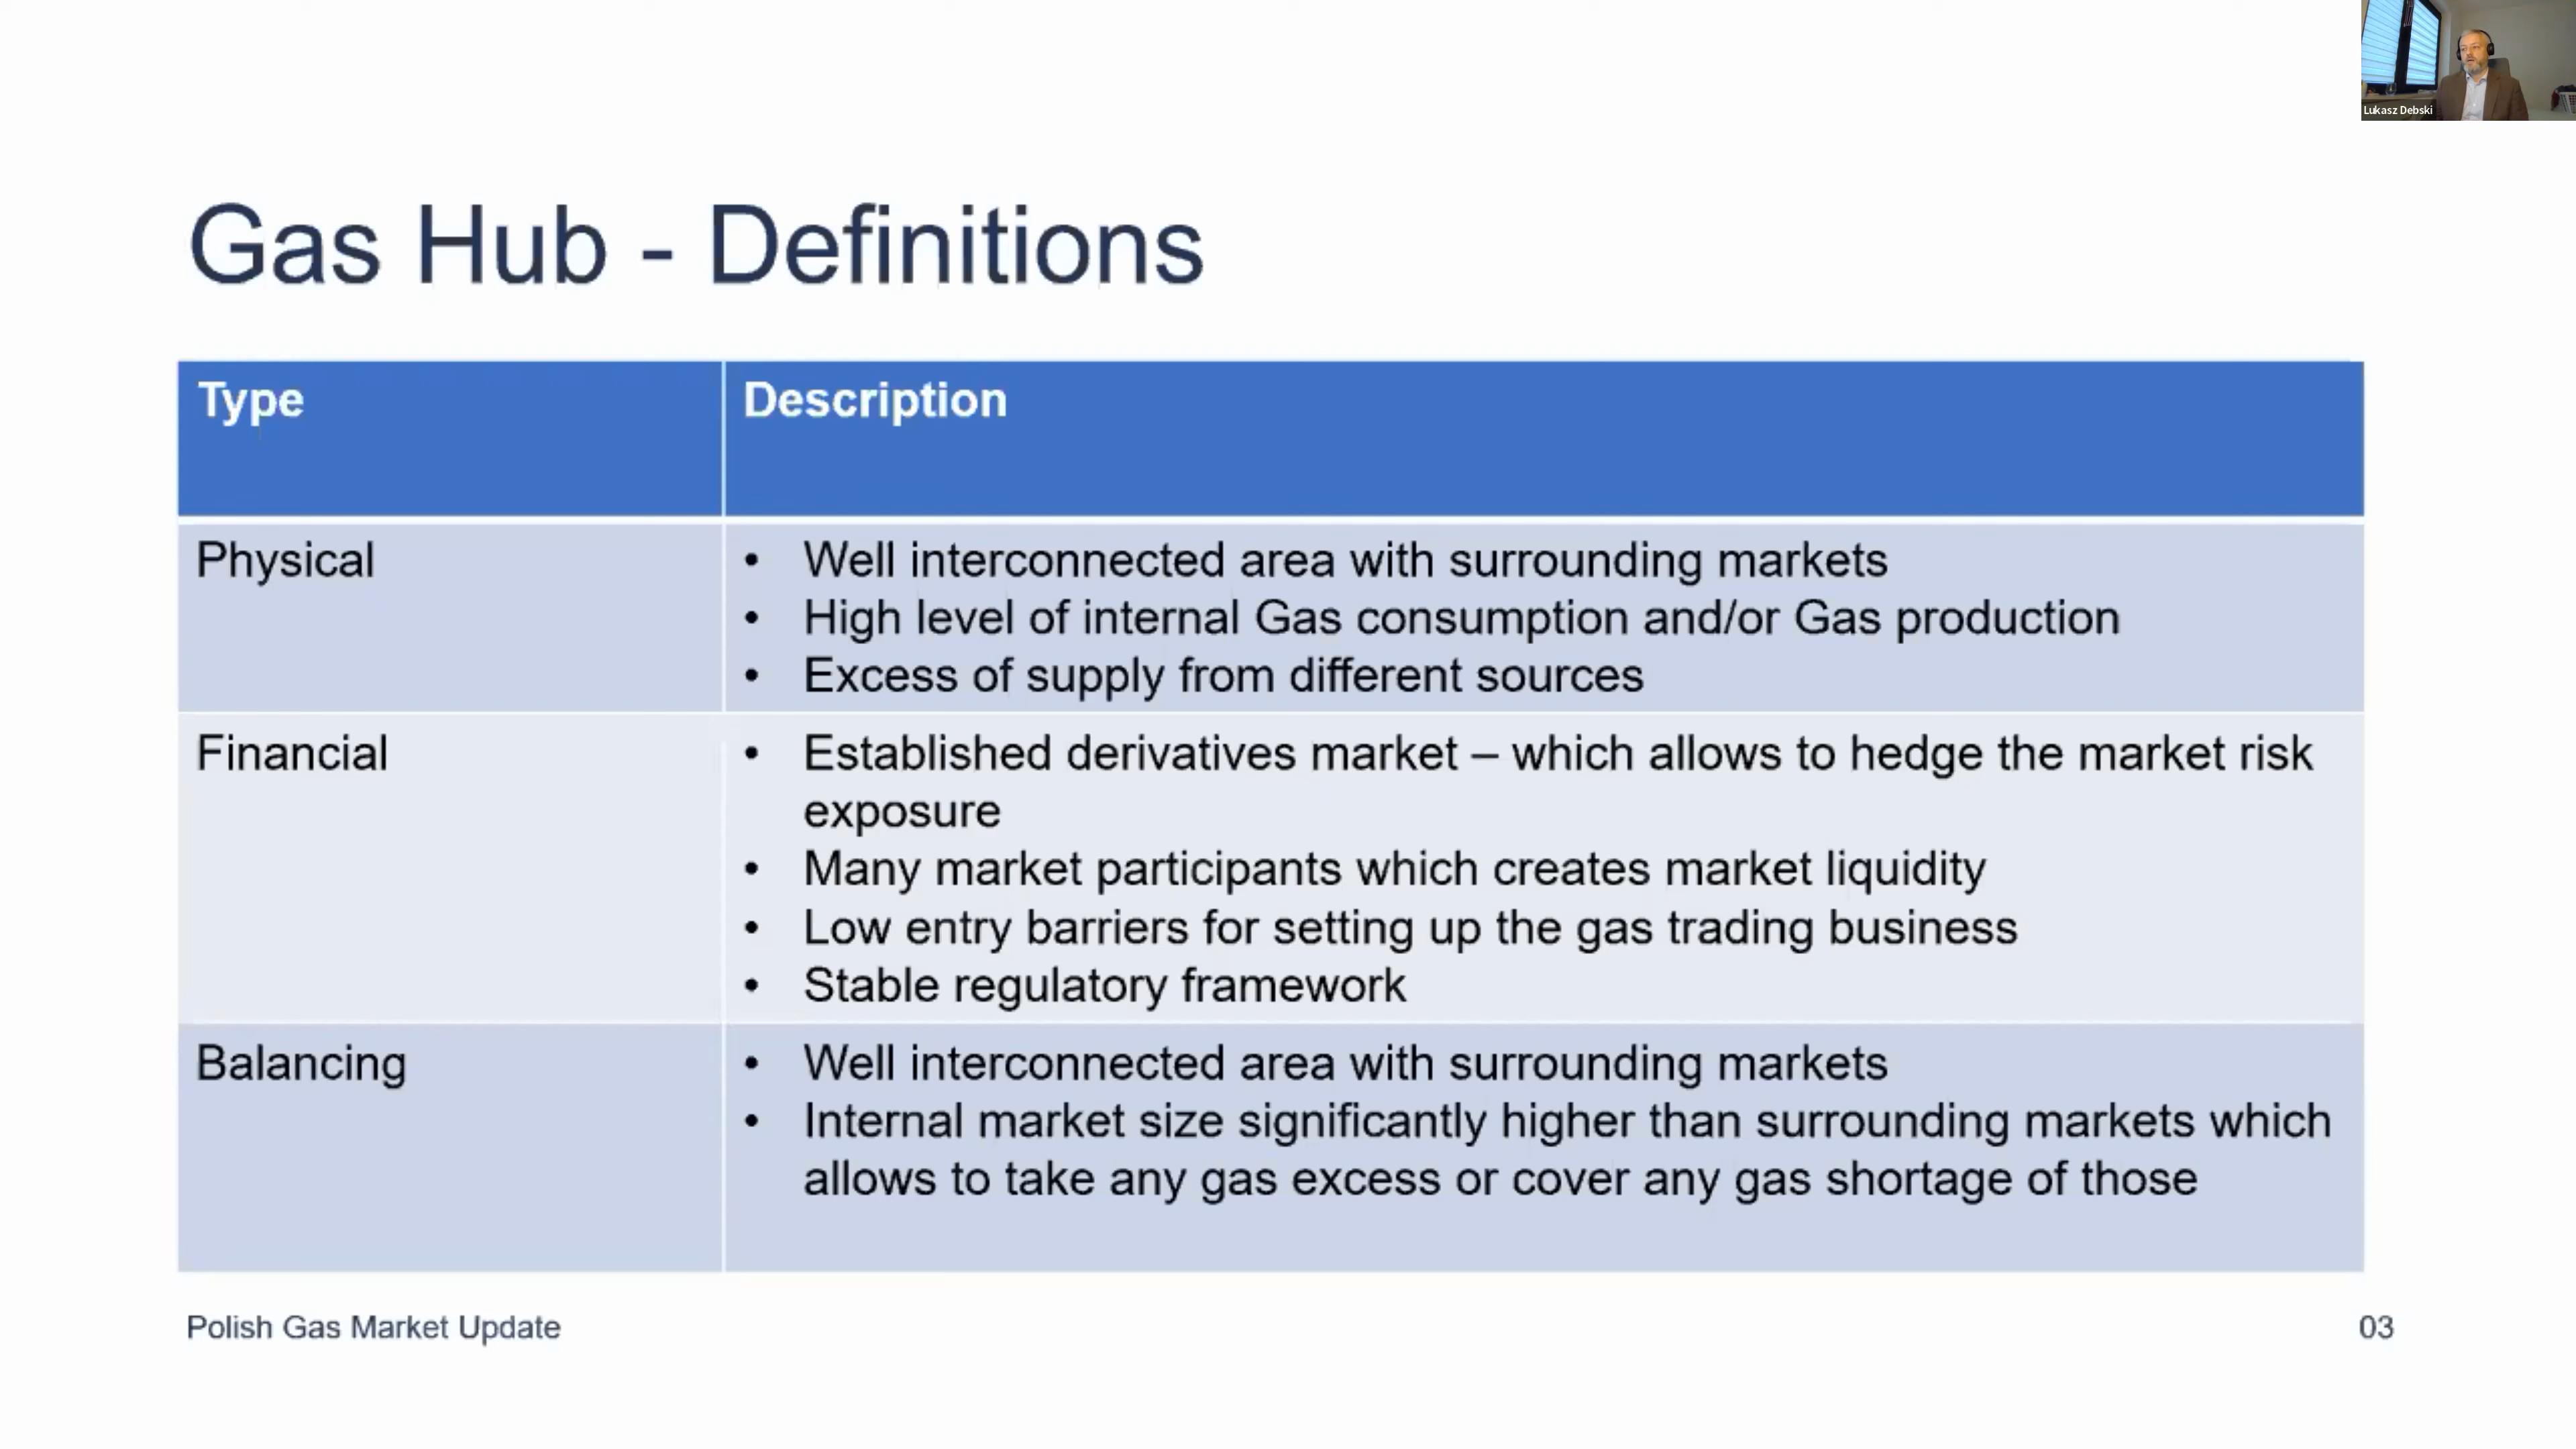 Lukasz Debski
Gas Hub - Definitions
Type
Description
Physical
• Well interconnected area with surrounding markets
• High level of internal Gas consumption and/or Gas production
• Excess of supply from different sources
Financial
• Established derivatives market – which allows to hedge the market risk
exposure
• Many market participants which creates market liquidity
• Low entry barriers for setting up the gas trading business
• Stable regulatory framework
Balancing
• Well interconnected area with surrounding markets
• Internal market size significantly higher than surrounding markets which
allows to take any gas excess or cover any gas shortage of those
Polish Gas Market Update
03